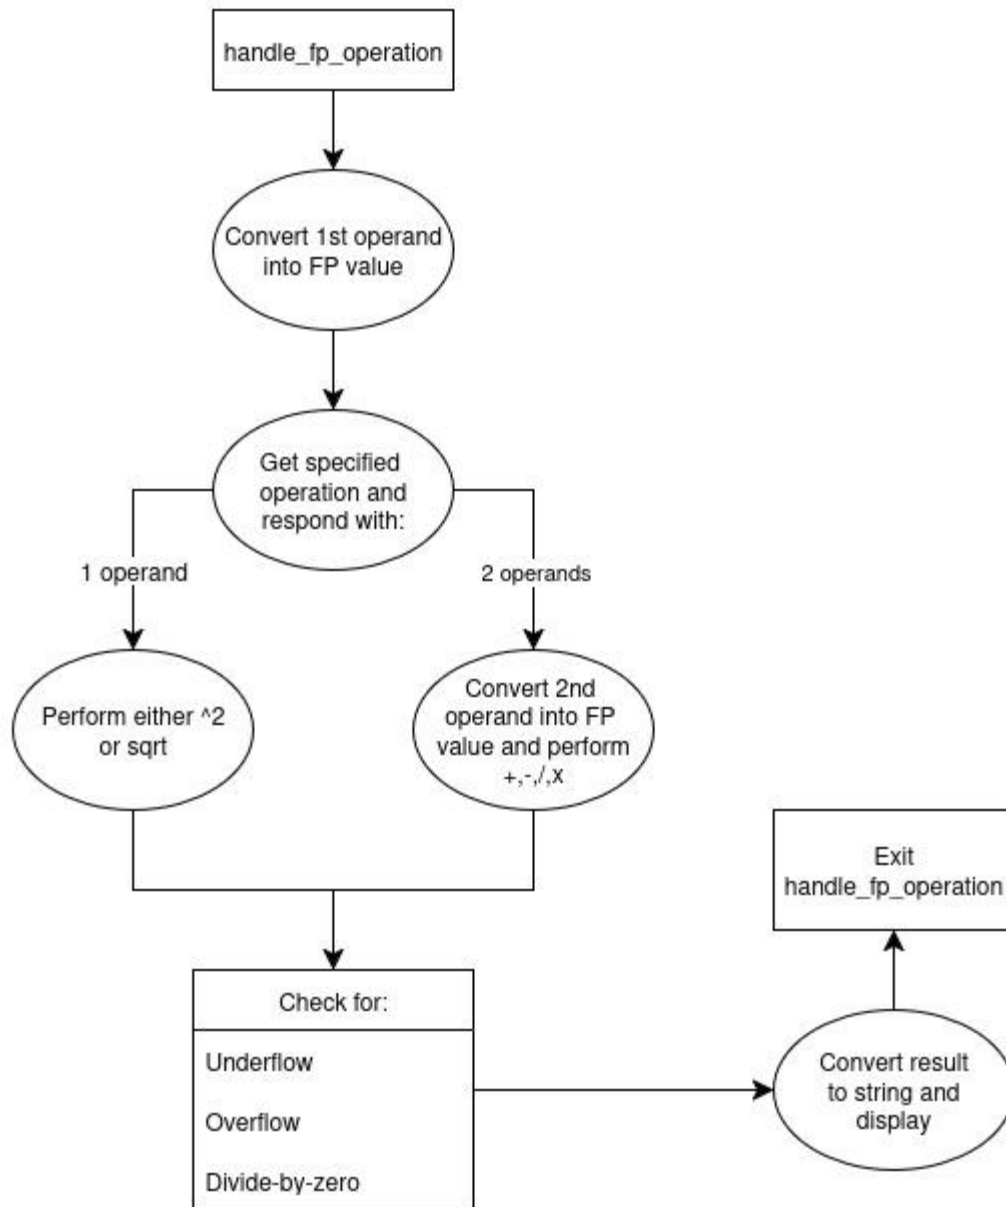 handle_fp_operation
Convert 1st operand
into FP value
Get specified
operation and
respond with:
1 operand
2 operands
Perform either ^2
or sqrt
Convert 2nd
operand into FP
value and perform
+,-,/,x
Exit
handle_fp_operation
Check for:
Underflow
Overflow
Divide-by-zero
Convert result
to string and
display